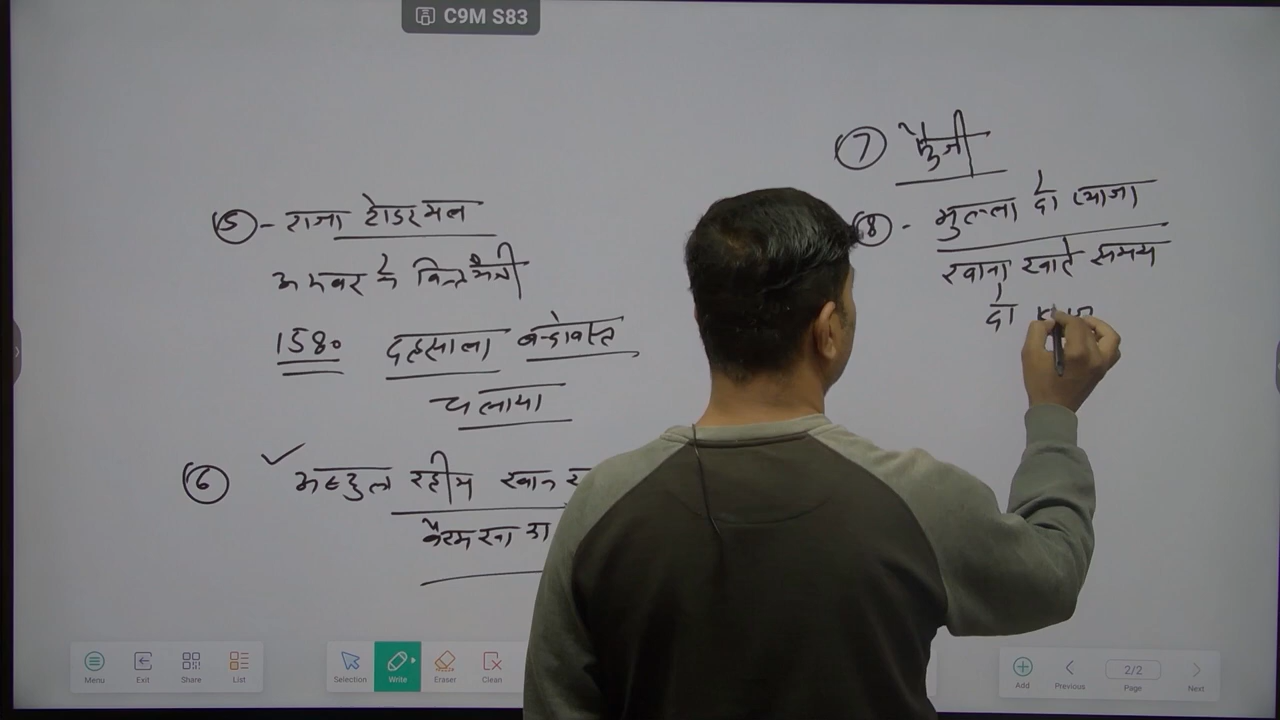 C9M S83
⑤ - राजा टोडरमल
अकबर के वित्तमंत्री
1580 दहसाला बन्दोबस्त
चलाया
⑥ अब्दुल रहीम खान
बैरम खा का
⑦ फैजी
⑧ - मुल्ला दो प्याजा
खाना खाते समय
दो
Menu Exit Share List Selection Write Eraser Clean Add Previous 2/2 Page Next